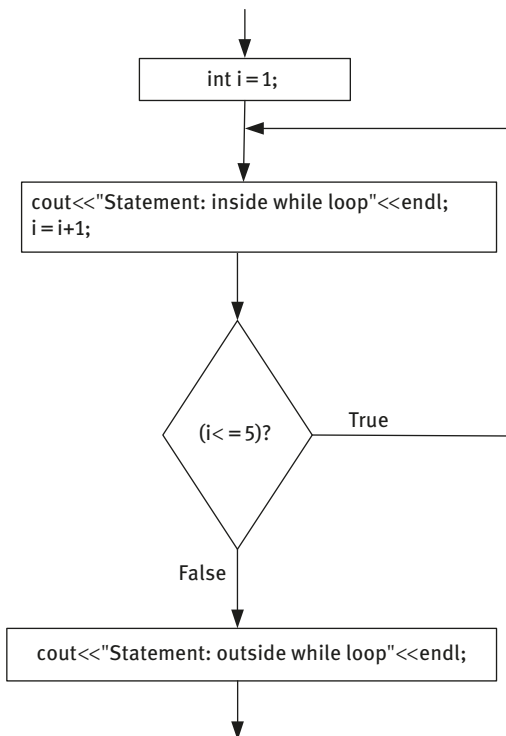 int i = 1;
cout<<"Statement: inside while loop"<<endl;
i = i+1;
(i< = 5)?
True
False
cout<<"Statement: outside while loop"<<endl;